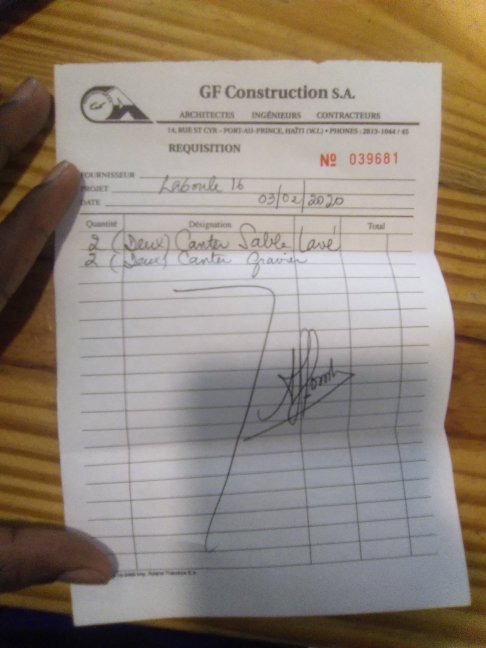 GF Construction S.A.
ARCHITECTES INGÉNIEURS CONTRACTEURS
14, RUE ST CYR – PORT-AU-PRINCE, HAÏTI (W.I.) • PHONES : 2813-1044 / 45
REQUISITION
Nº 039681
FOURNISSEUR
PROJET Laboule 16
DATE 03/02/2020
Quantité Désignation Total
2 (Deux) Canter Sable Lavé
2 (Deux) Canter gravier